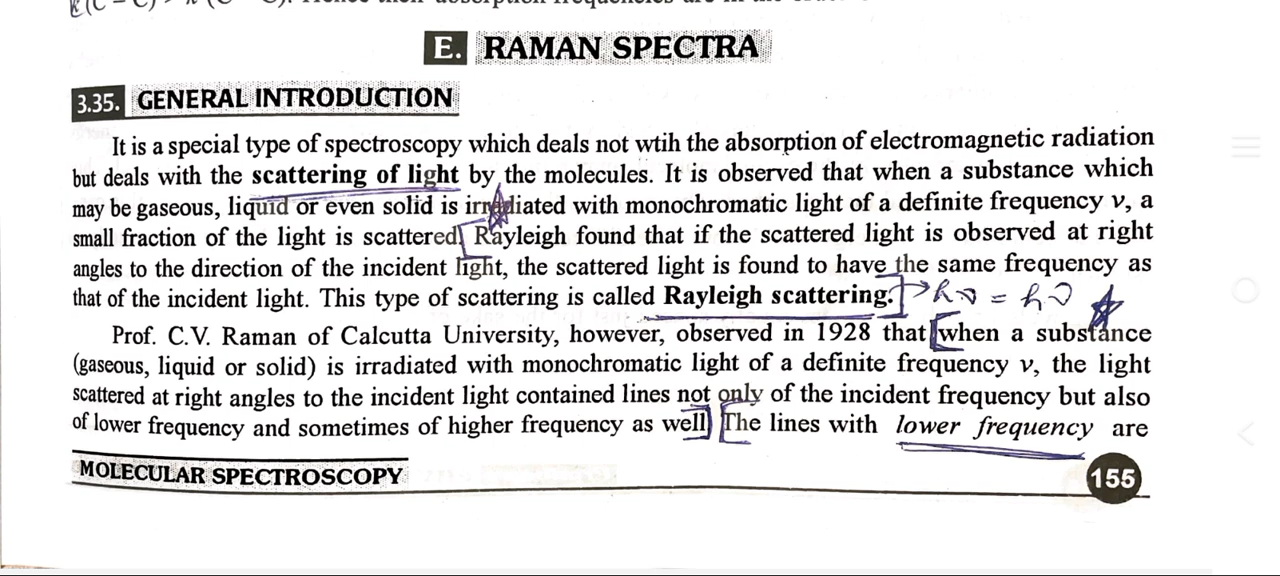 E. RAMAN SPECTRA
3.35. GENERAL INTRODUCTION
It is a special type of spectroscopy which deals not wtih the absorption of electromagnetic radiation
but deals with the scattering of light by the molecules. It is observed that when a substance which
may be gaseous, liquid or even solid is irradiated with monochromatic light of a definite frequency ν, a
small fraction of the light is scattered. Rayleigh found that if the scattered light is observed at right
angles to the direction of the incident light, the scattered light is found to have the same frequency as
that of the incident light. This type of scattering is called Rayleigh scattering. → hν = hν
Prof. C.V. Raman of Calcutta University, however, observed in 1928 that when a substance
(gaseous, liquid or solid) is irradiated with monochromatic light of a definite frequency ν, the light
scattered at right angles to the incident light contained lines not only of the incident frequency but also
of lower frequency and sometimes of higher frequency as well. The lines with lower frequency are
MOLECULAR SPECTROSCOPY
155